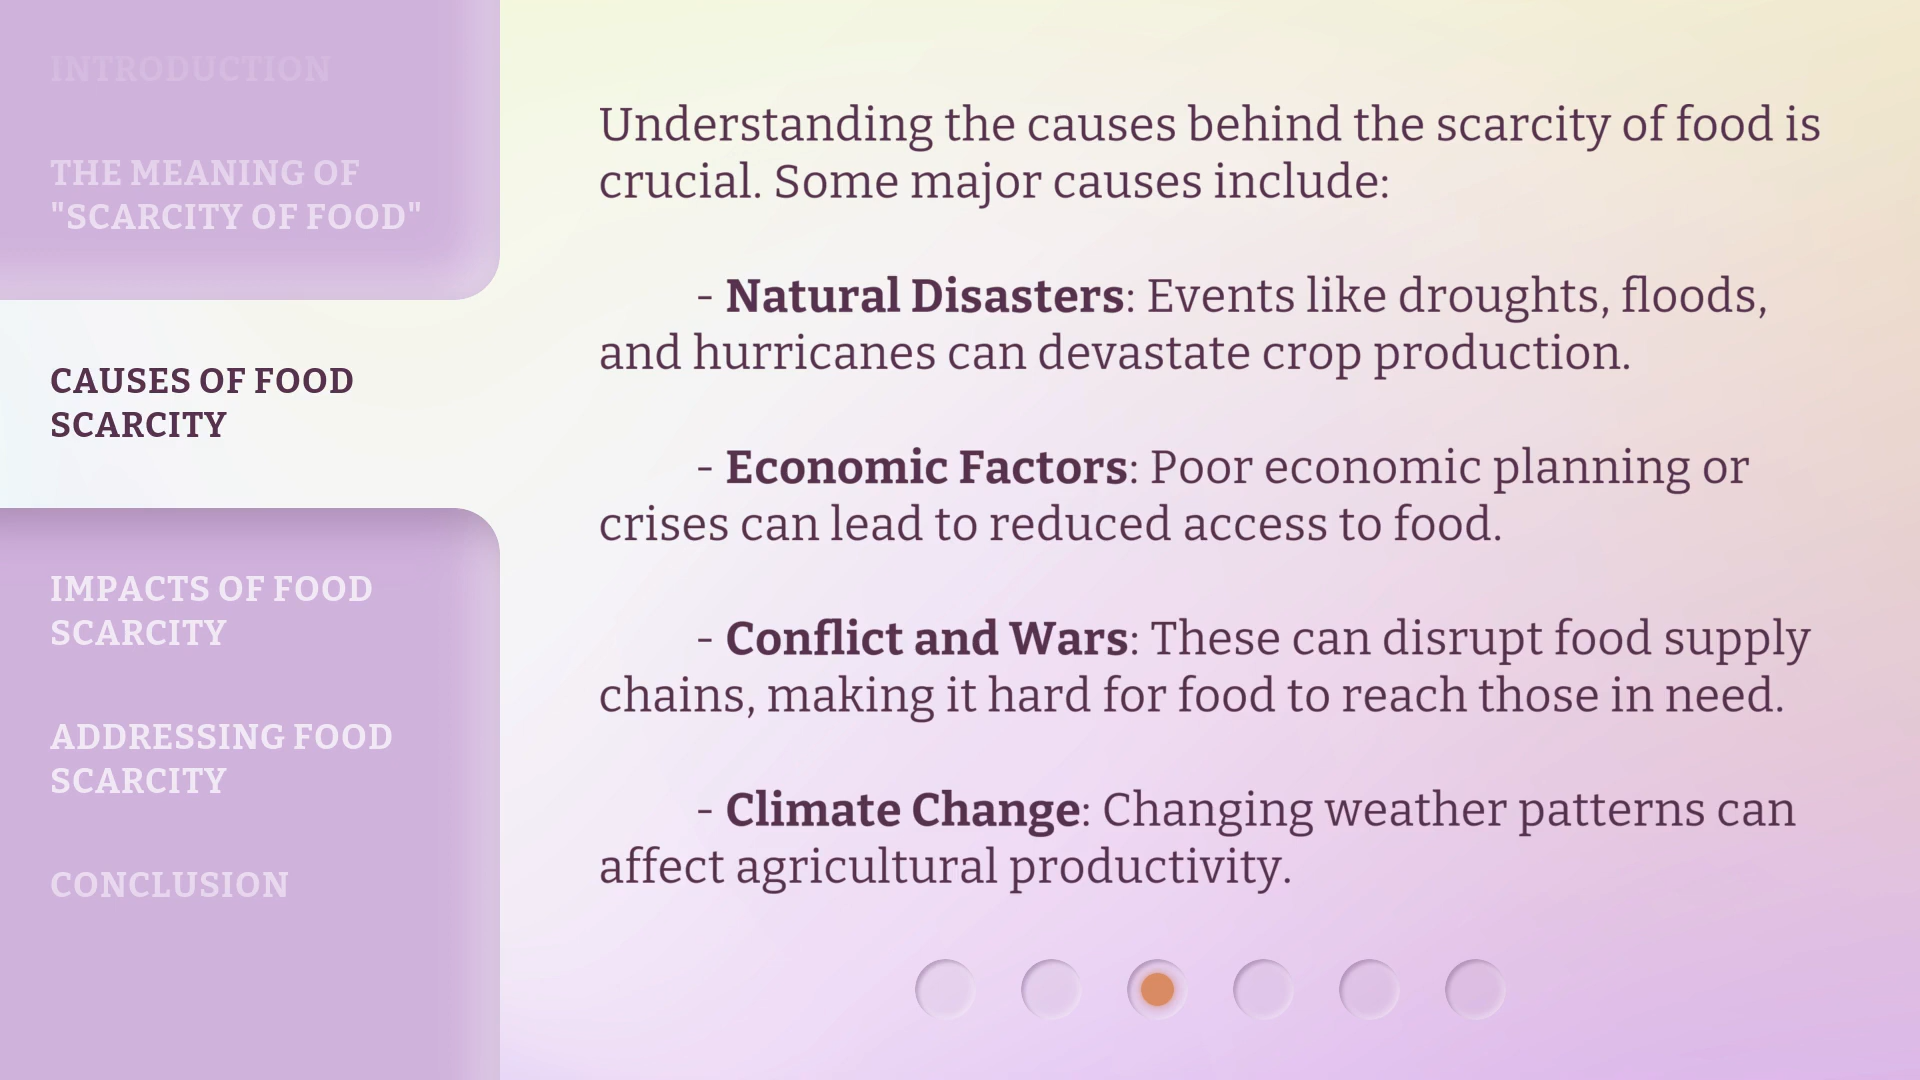 INTRODUCTION
THE MEANING OF
"SCARCITY OF FOOD"
CAUSES OF FOOD
SCARCITY
IMPACTS OF FOOD
SCARCITY
ADDRESSING FOOD
SCARCITY
CONCLUSION
Understanding the causes behind the scarcity of food is
crucial. Some major causes include:
- Natural Disasters: Events like droughts, floods,
and hurricanes can devastate crop production.
- Economic Factors: Poor economic planning or
crises can lead to reduced access to food.
- Conflict and Wars: These can disrupt food supply
chains, making it hard for food to reach those in need.
- Climate Change: Changing weather patterns can
affect agricultural productivity.